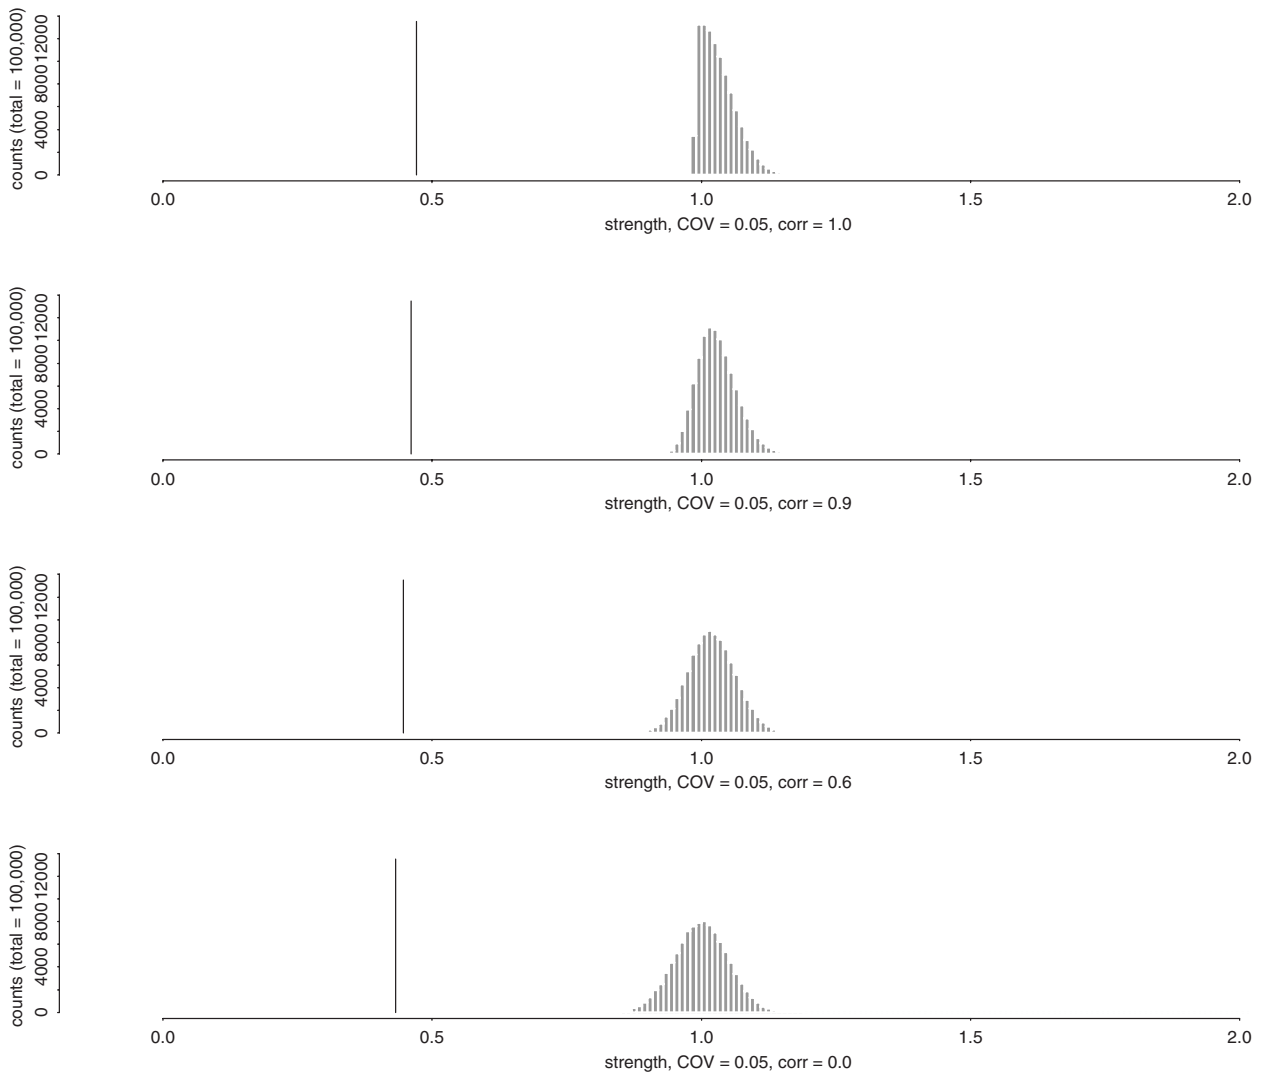 counts (total = 100,000)
0 4000 8000 12000
0.0 0.5 1.0 1.5 2.0
strength, COV = 0.05, corr = 1.0
counts (total = 100,000)
0 4000 8000 12000
0.0 0.5 1.0 1.5 2.0
strength, COV = 0.05, corr = 0.9
counts (total = 100,000)
0 4000 8000 12000
0.0 0.5 1.0 1.5 2.0
strength, COV = 0.05, corr = 0.6
counts (total = 100,000)
0 4000 8000 12000
0.0 0.5 1.0 1.5 2.0
strength, COV = 0.05, corr = 0.0